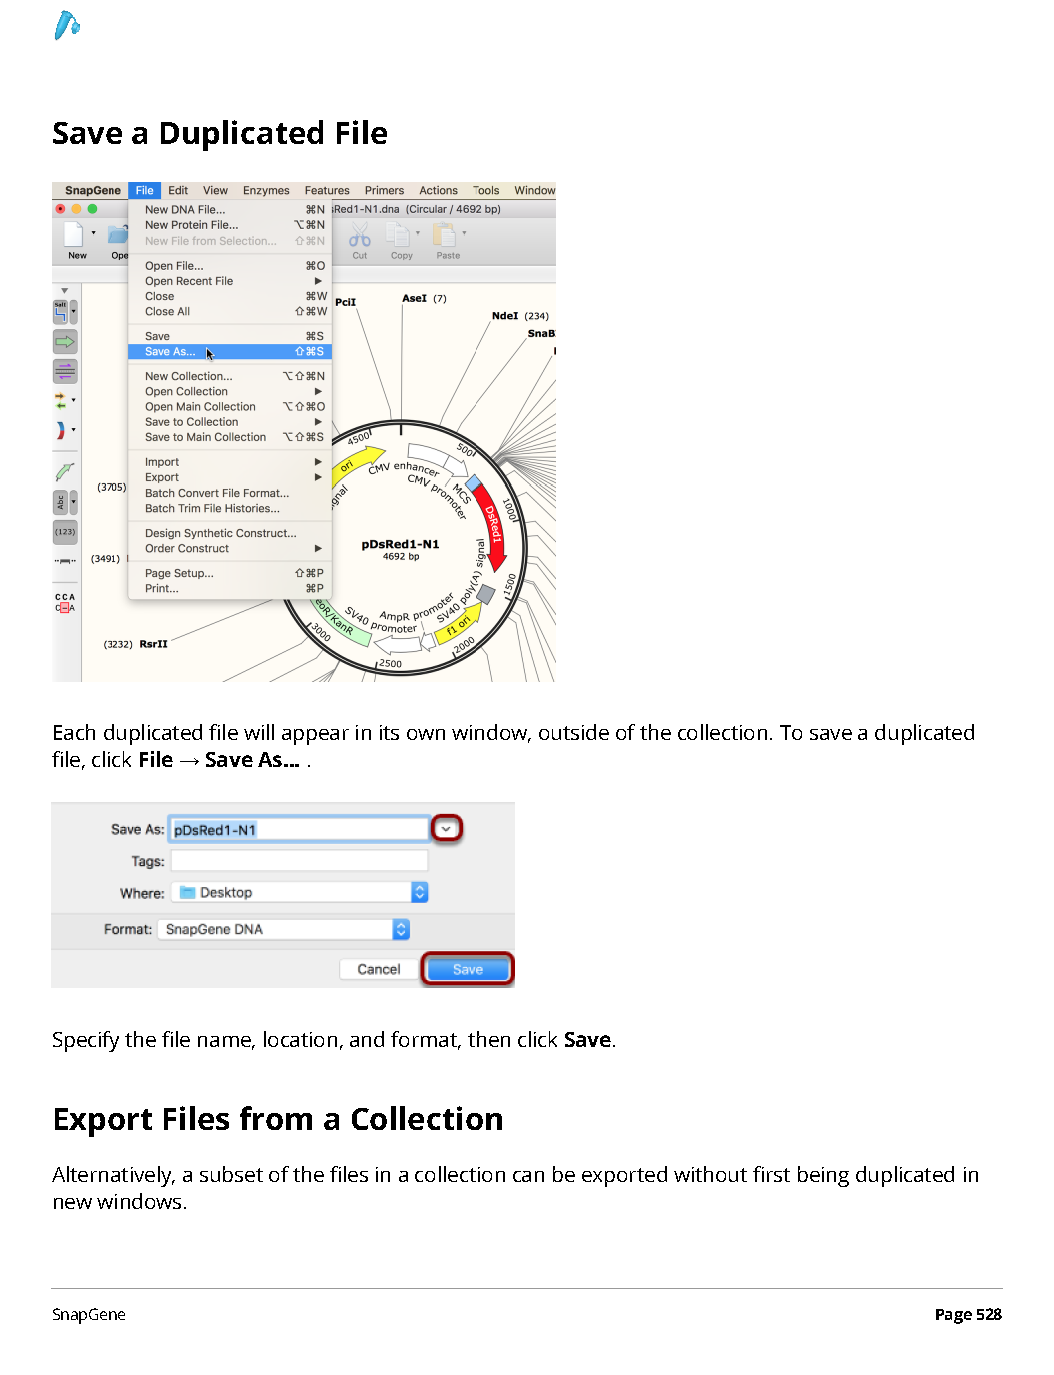 Save a Duplicated File
SnapGene File Edit View Enzymes Features Primers Actions Tools Window
sRed1-N1.dna (Circular / 4692 bp)
New DNA File... ⌘N
New Protein File... ⌥⌘N
New File from Selection... ⇧⌘N
New Cut Copy Paste
Open File... ⌘O
Open Recent File ▶
Close ⌘W
Close All ⇧⌘W
Save ⌘S
Save As... ⇧⌘S
New Collection... ⌥⇧⌘N
Open Collection ▶
Open Main Collection ⌥⇧⌘O
Save to Collection ▶
Save to Main Collection ⌥⇧⌘S
Import ▶
Export ▶
Batch Convert File Format...
Batch Trim File Histories...
Design Synthetic Construct...
Order Construct ▶
Page Setup... ⇧⌘P
Print... ⌘P
PciI
AseI (7)
NdeI (234)
SnaB
4500
500
ori
CMV enhancer
CMV promoter
MCS
1000
DsRed1
(3705)
pDsRed1-N1
4692 bp
(3491)
1500
SV40 poly(A) signal
AmpR promoter
SV40 promoter
f1 ori
eoR/KanR
3000
2500
2000
(3232) RsrII
Abc
(123)
C C A
C - A
Each duplicated file will appear in its own window, outside of the collection. To save a duplicated
file, click File → Save As... .
Save As: pDsRed1-N1
Tags:
Where: Desktop
Format: SnapGene DNA
Cancel Save
Specify the file name, location, and format, then click Save.
Export Files from a Collection
Alternatively, a subset of the files in a collection can be exported without first being duplicated in
new windows.
SnapGene Page 528